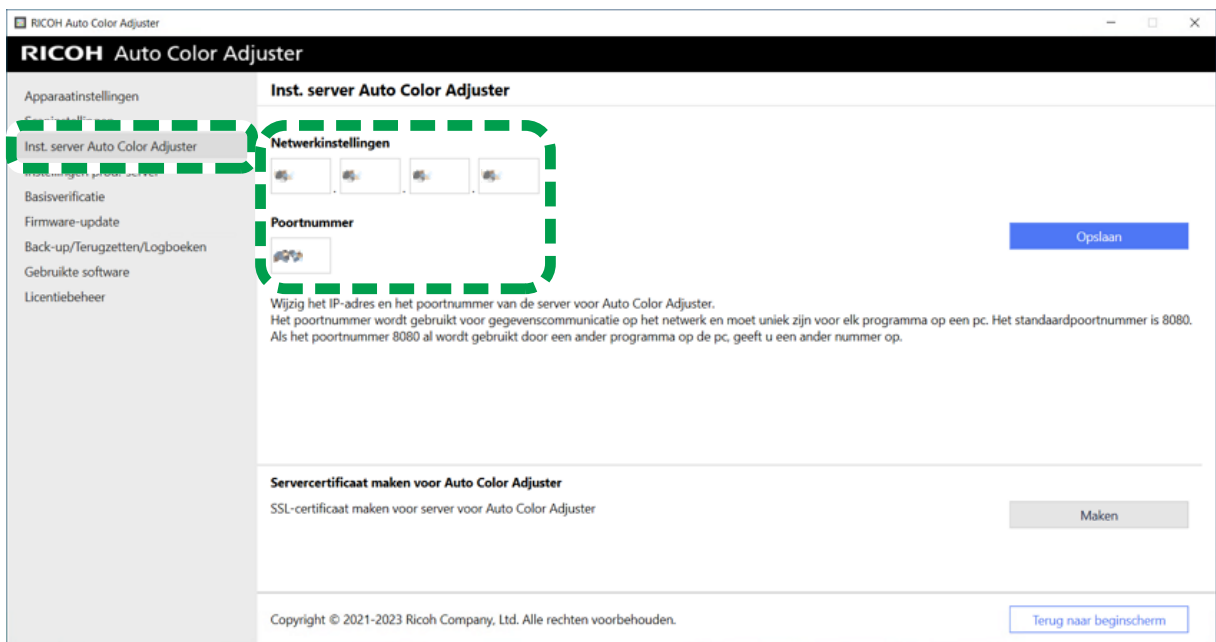 RICOH Auto Color Adjuster
RICOH Auto Color Adjuster
Apparaatinstellingen
Inst. server Auto Color Adjuster
Basisverificatie
Firmware-update
Back-up/Terugzetten/Logboeken
Gebruikte software
Licentiebeheer
Inst. server Auto Color Adjuster
Netwerkinstellingen
. . .
Poortnummer
Opslaan
Wijzig het IP-adres en het poortnummer van de server voor Auto Color Adjuster.
Het poortnummer wordt gebruikt voor gegevenscommunicatie op het netwerk en moet uniek zijn voor elk programma op een pc. Het standaardpoortnummer is 8080.
Als het poortnummer 8080 al wordt gebruikt door een ander programma op de pc, geeft u een ander nummer op.
Servercertificaat maken voor Auto Color Adjuster
SSL-certificaat maken voor server voor Auto Color Adjuster
Maken
Copyright © 2021-2023 Ricoh Company, Ltd. Alle rechten voorbehouden.
Terug naar beginscherm